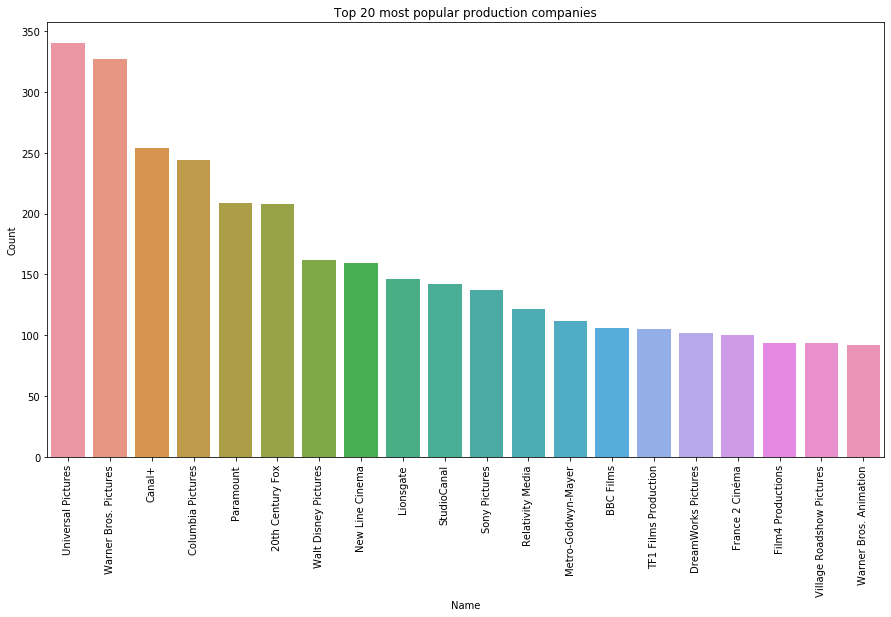 Top 20 most popular production companies
Count
350
300
250
200
150
100
50
0
Universal Pictures
Warner Bros. Pictures
Canal+
Columbia Pictures
Paramount
20th Century Fox
Walt Disney Pictures
New Line Cinema
Lionsgate
StudioCanal
Sony Pictures
Relativity Media
Metro-Goldwyn-Mayer
BBC Films
TF1 Films Production
DreamWorks Pictures
France 2 Cinéma
Film4 Productions
Village Roadshow Pictures
Warner Bros. Animation
Name